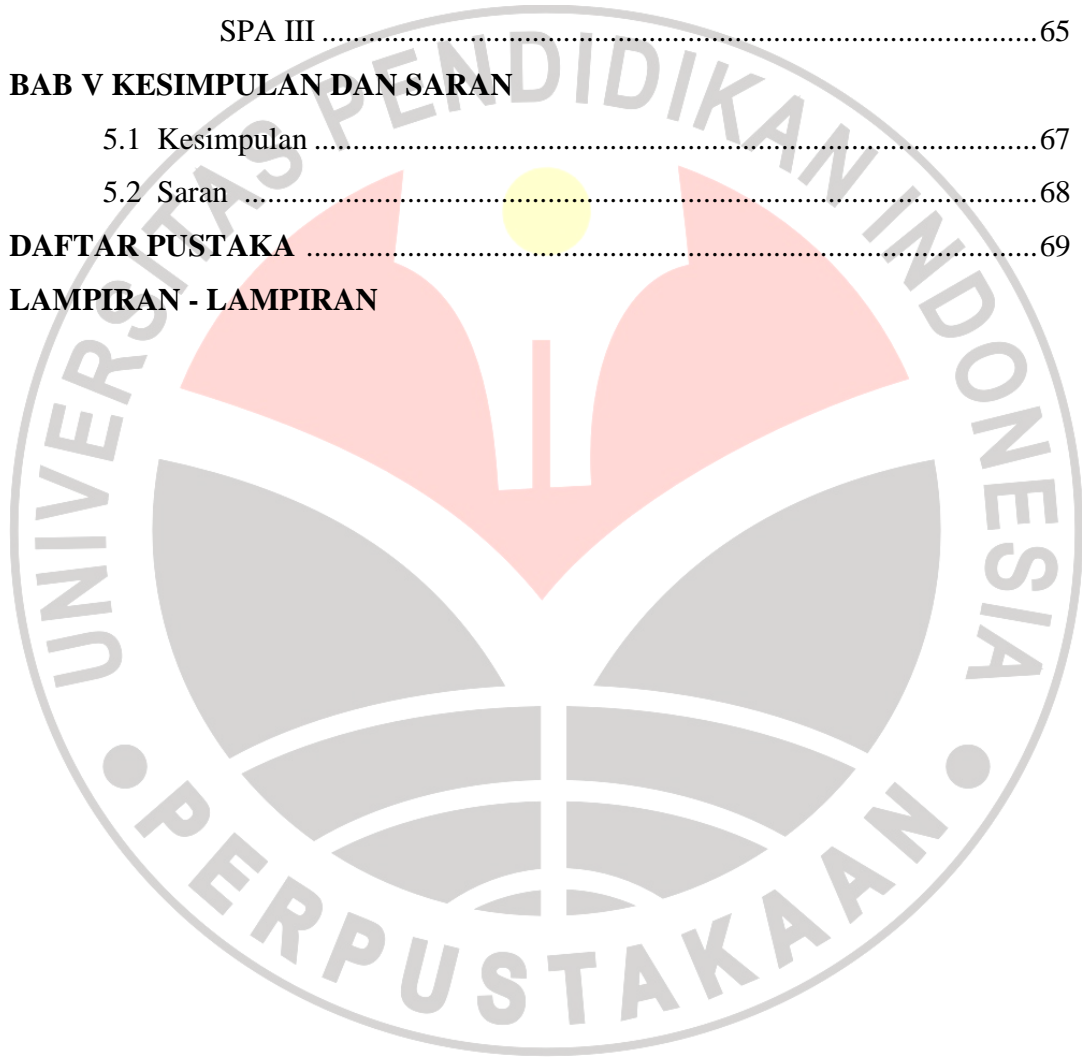 SPA III ........................................................................................................65
BAB V KESIMPULAN DAN SARAN
5.1 Kesimpulan .........................................................................................................67
5.2 Saran ...................................................................................................................68
DAFTAR PUSTAKA ..........................................................................................................69
LAMPIRAN - LAMPIRAN
UNIVERSITAS PENDIDIKAN INDONESIA
• PERPUSTAKAAN •